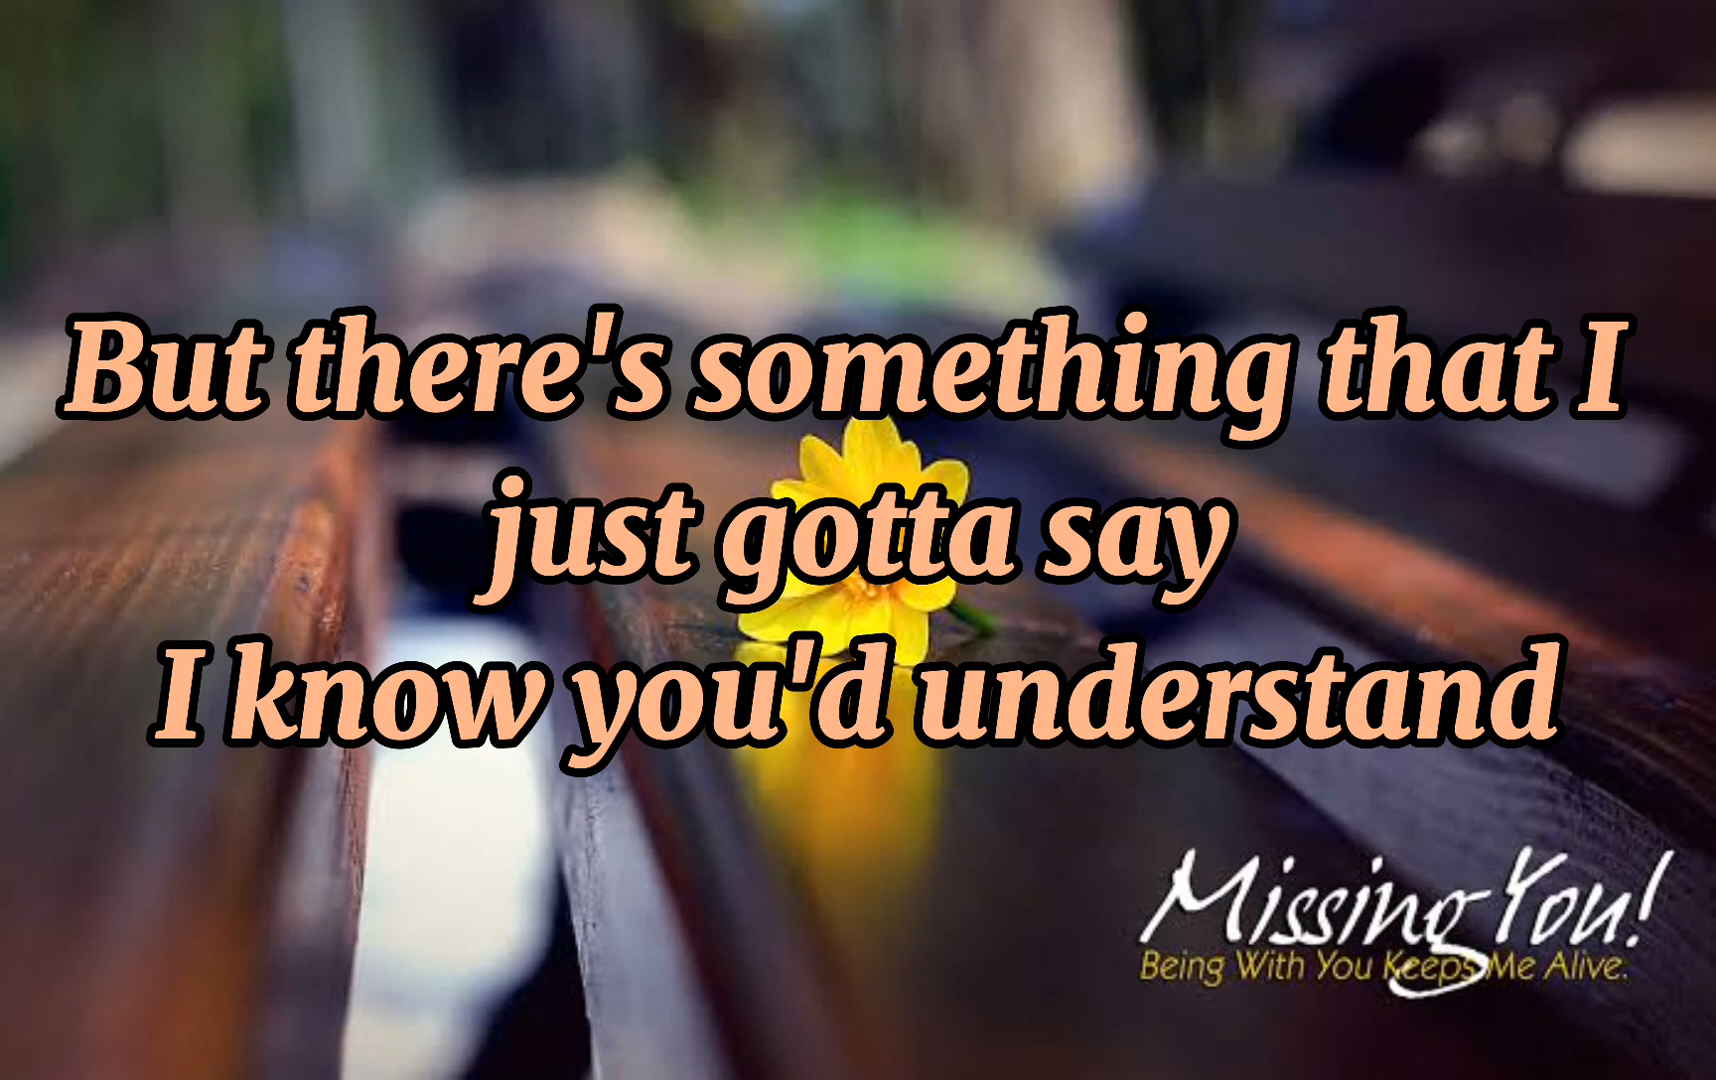 But there's something that I
just gotta say
I know you'd understand
Missing You!
Being With You Keeps Me Alive.